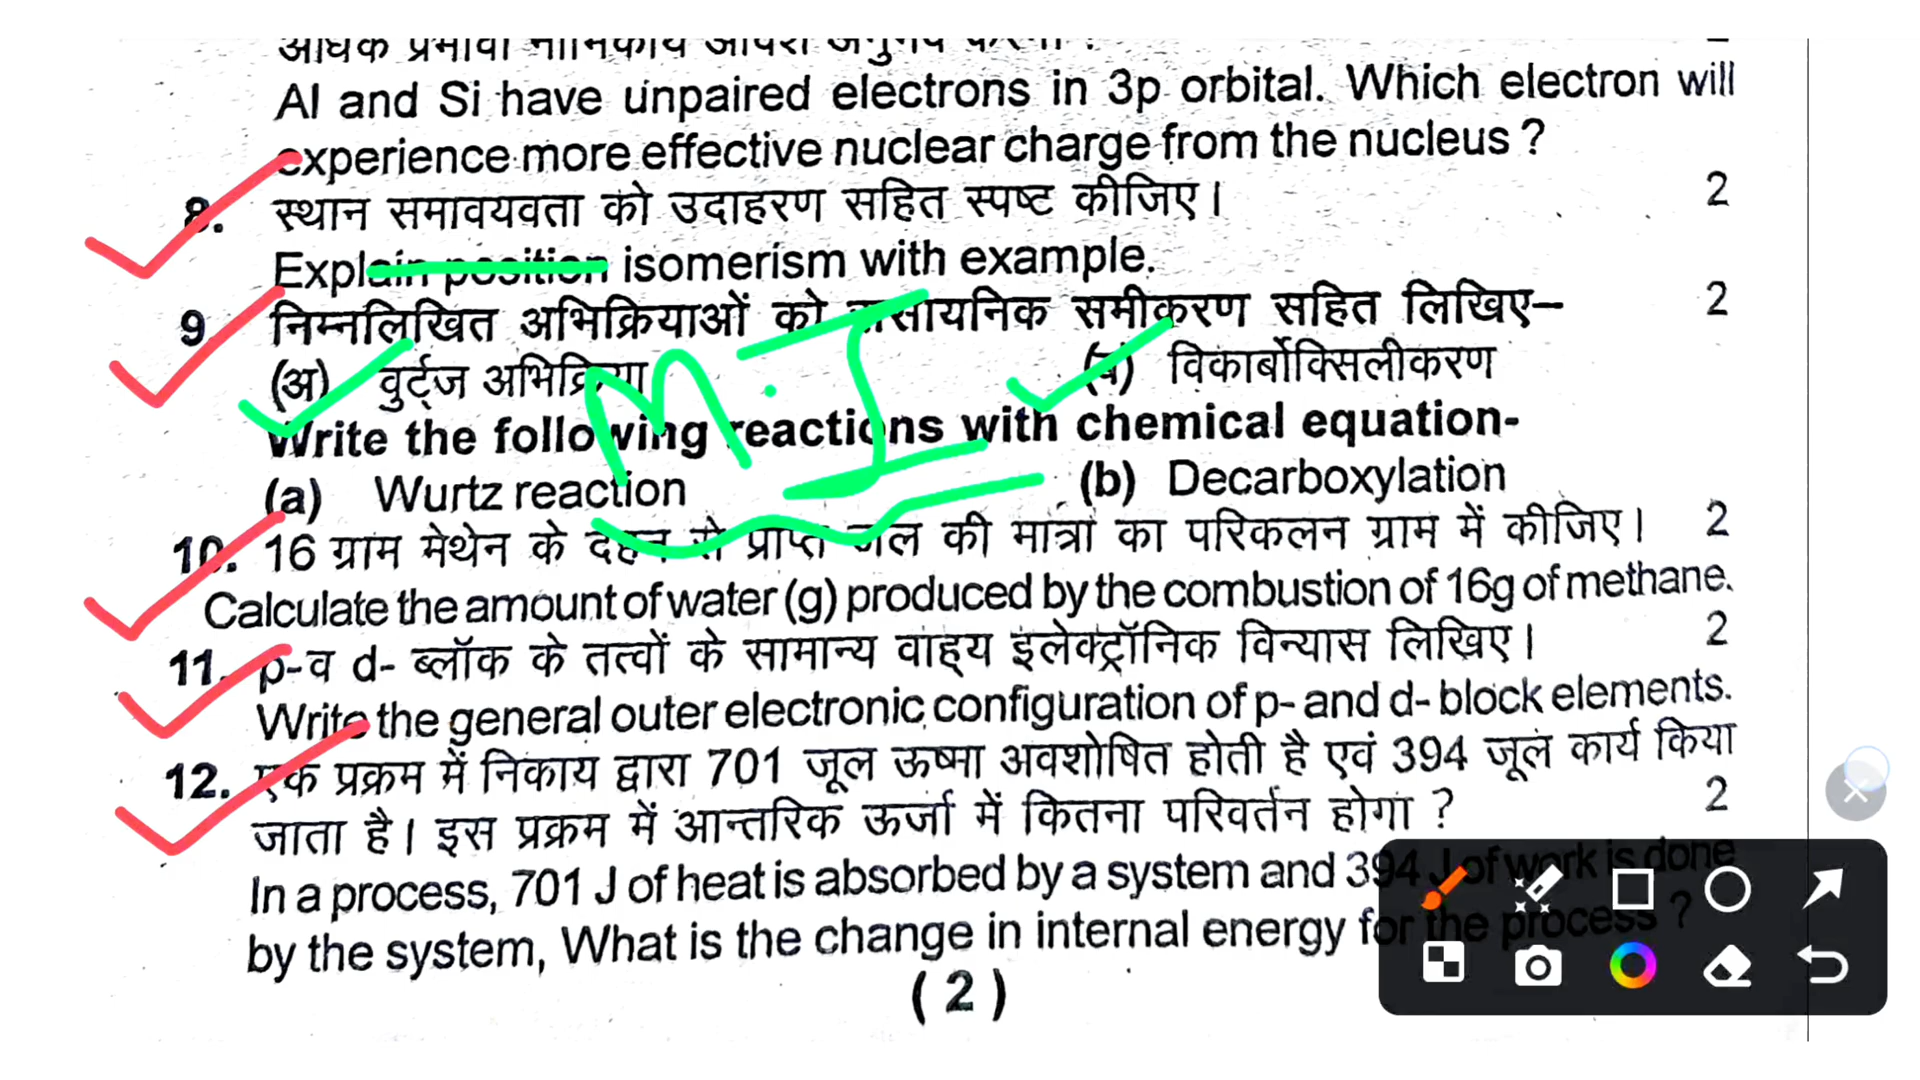 Al and Si have unpaired electrons in 3p orbital. Which electron will
experience more effective nuclear charge from the nucleus ?
8. स्थान समावयवता को उदाहरण सहित स्पष्ट कीजिए। 2
Explain position isomerism with example.
9. निम्नलिखित अभिक्रियाओं को रासायनिक समीकरण सहित लिखिए– 2
(अ) वुर्ट्ज अभिक्रिया (ब) विकार्बोक्सिलीकरण
M.I
Write the following reactions with chemical equation-
(a) Wurtz reaction (b) Decarboxylation
10. 16 ग्राम मेथेन के दहन से प्राप्त जल की मात्रा का परिकलन ग्राम में कीजिए। 2
Calculate the amount of water (g) produced by the combustion of 16g of methane.
11. p-व d- ब्लॉक के तत्वों के सामान्य वाह्य इलेक्ट्रॉनिक विन्यास लिखिए। 2
Write the general outer electronic configuration of p- and d- block elements.
12. एक प्रक्रम में निकाय द्वारा 701 जूल ऊष्मा अवशोषित होती है एवं 394 जूल कार्य किया
जाता है। इस प्रक्रम में आन्तरिक ऊर्जा में कितना परिवर्तन होगा ? 2
In a process, 701 J of heat is absorbed by a system and 394 J of work is done
by the system, What is the change in internal energy for the process ?
( 2 )